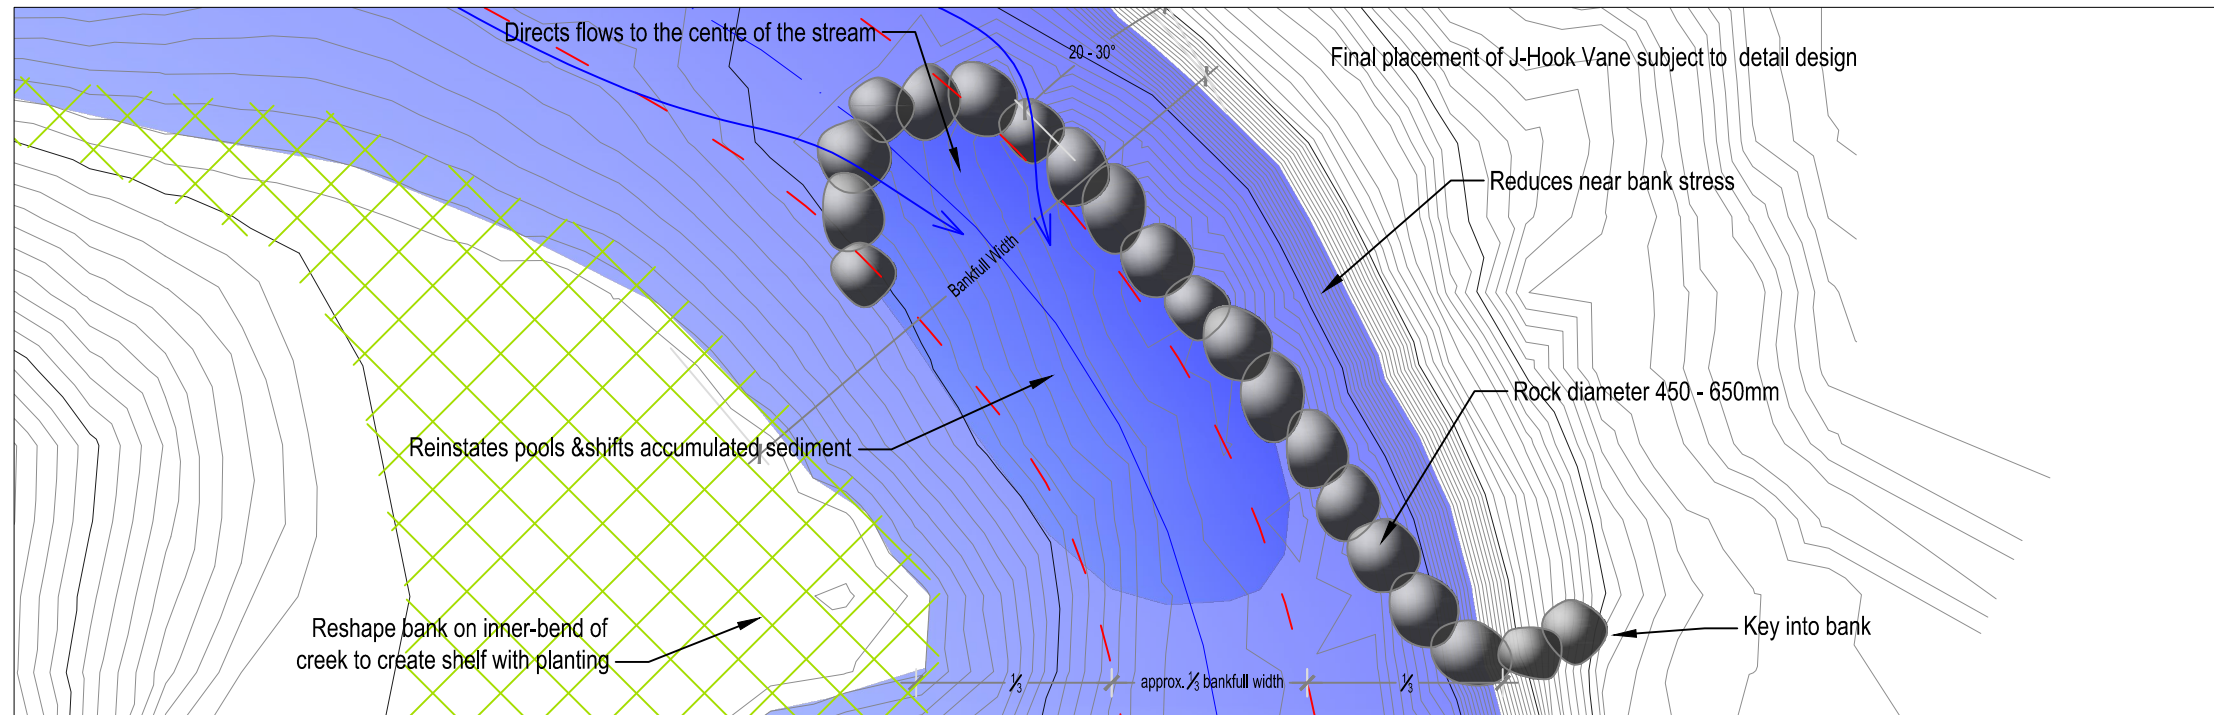 Directs flows to the centre of the stream
20 - 30°
Final placement of J-Hook Vane subject to detail design
Reduces near bank stress
Bankfull Width
Rock diameter 450 - 650mm
Reinstates pools &shifts accumulated sediment
Reshape bank on inner-bend of
creek to create shelf with planting
Key into bank
⅓
approx. ⅓ bankfull width
⅓